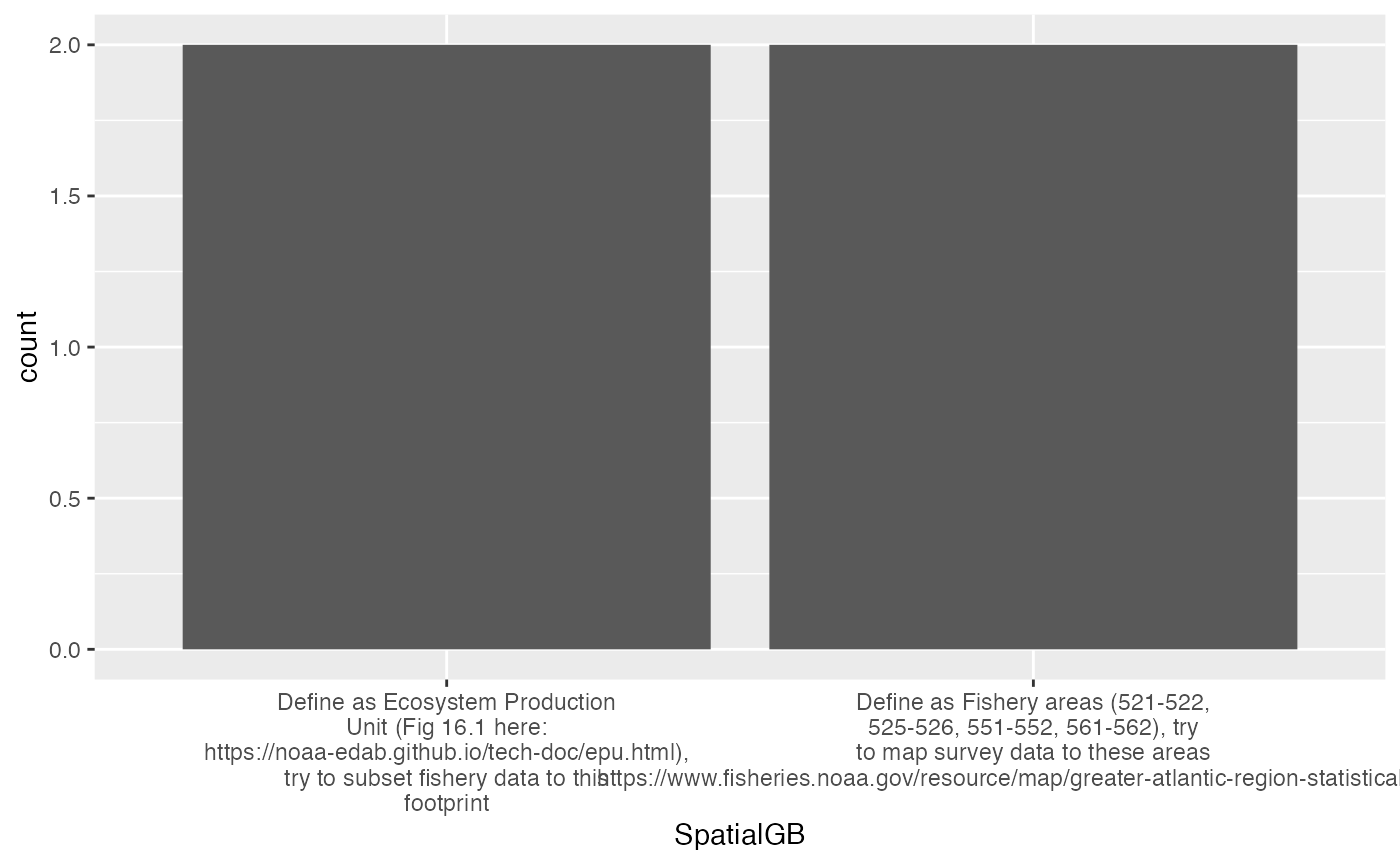 2.0
1.5
1.0
0.5
0.0
count
Define as Ecosystem Production
Unit (Fig 16.1 here:
https://noaa-edab.github.io/tech-doc/epu.html),
try to subset fishery data to this
footprint
Define as Fishery areas (521-522,
525-526, 551-552, 561-562), try
to map survey data to these areas
https://www.fisheries.noaa.gov/resource/map/greater-atlantic-region-statistical
SpatialGB